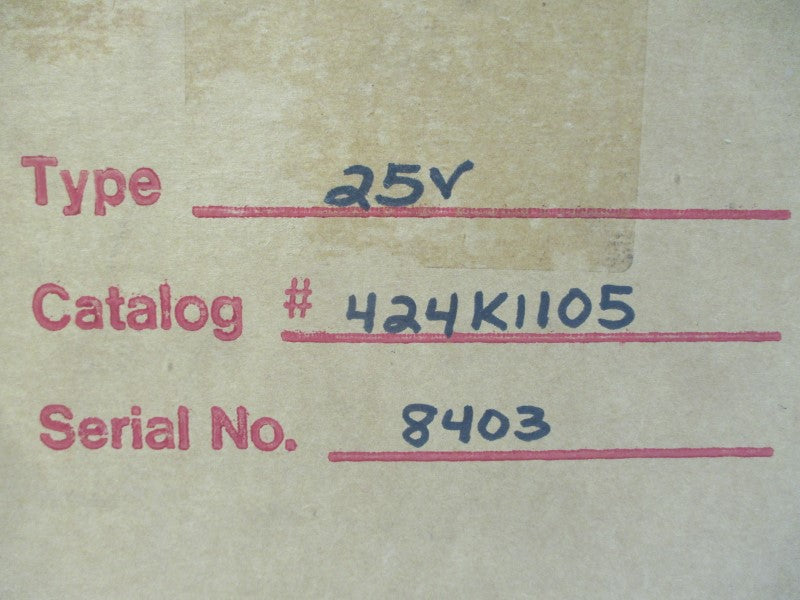 Type 25V
Catalog # 424K1105
Serial No. 8403